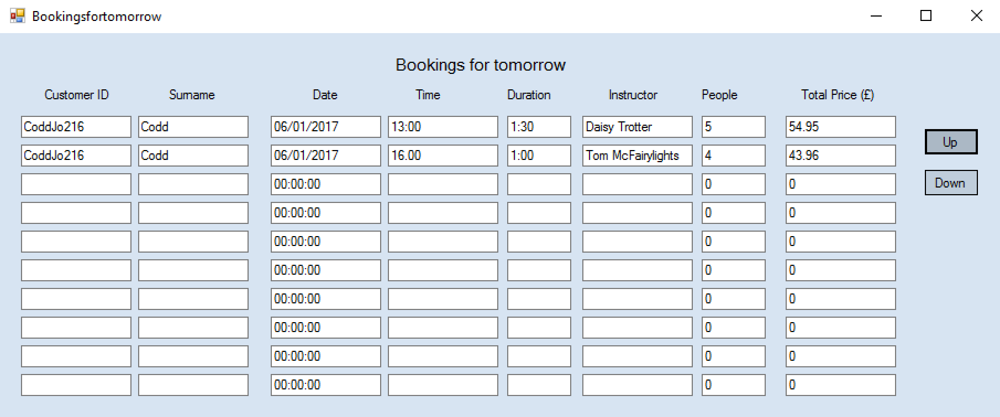 Bookingsfortomorrow
Bookings for tomorrow
Customer ID Surname Date Time Duration Instructor People Total Price (£)
CoddJo216 Codd 06/01/2017 13:00 1:30 Daisy Trotter 5 54.95
Up
CoddJo216 Codd 06/01/2017 16.00 1:00 Tom McFairylights 4 43.96
00:00:00 0 0
Down
00:00:00 0 0
00:00:00 0 0
00:00:00 0 0
00:00:00 0 0
00:00:00 0 0
00:00:00 0 0
00:00:00 0 0